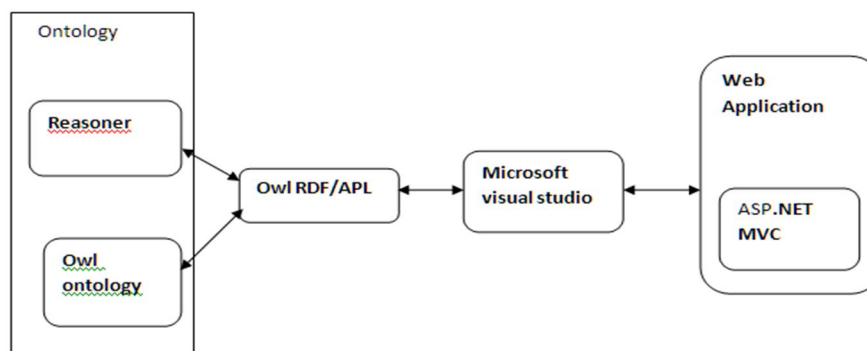 Ontology
Reasoner
Owl
ontology
Owl RDF/APL
Microsoft
visual studio
Web
Application
ASP.NET
MVC